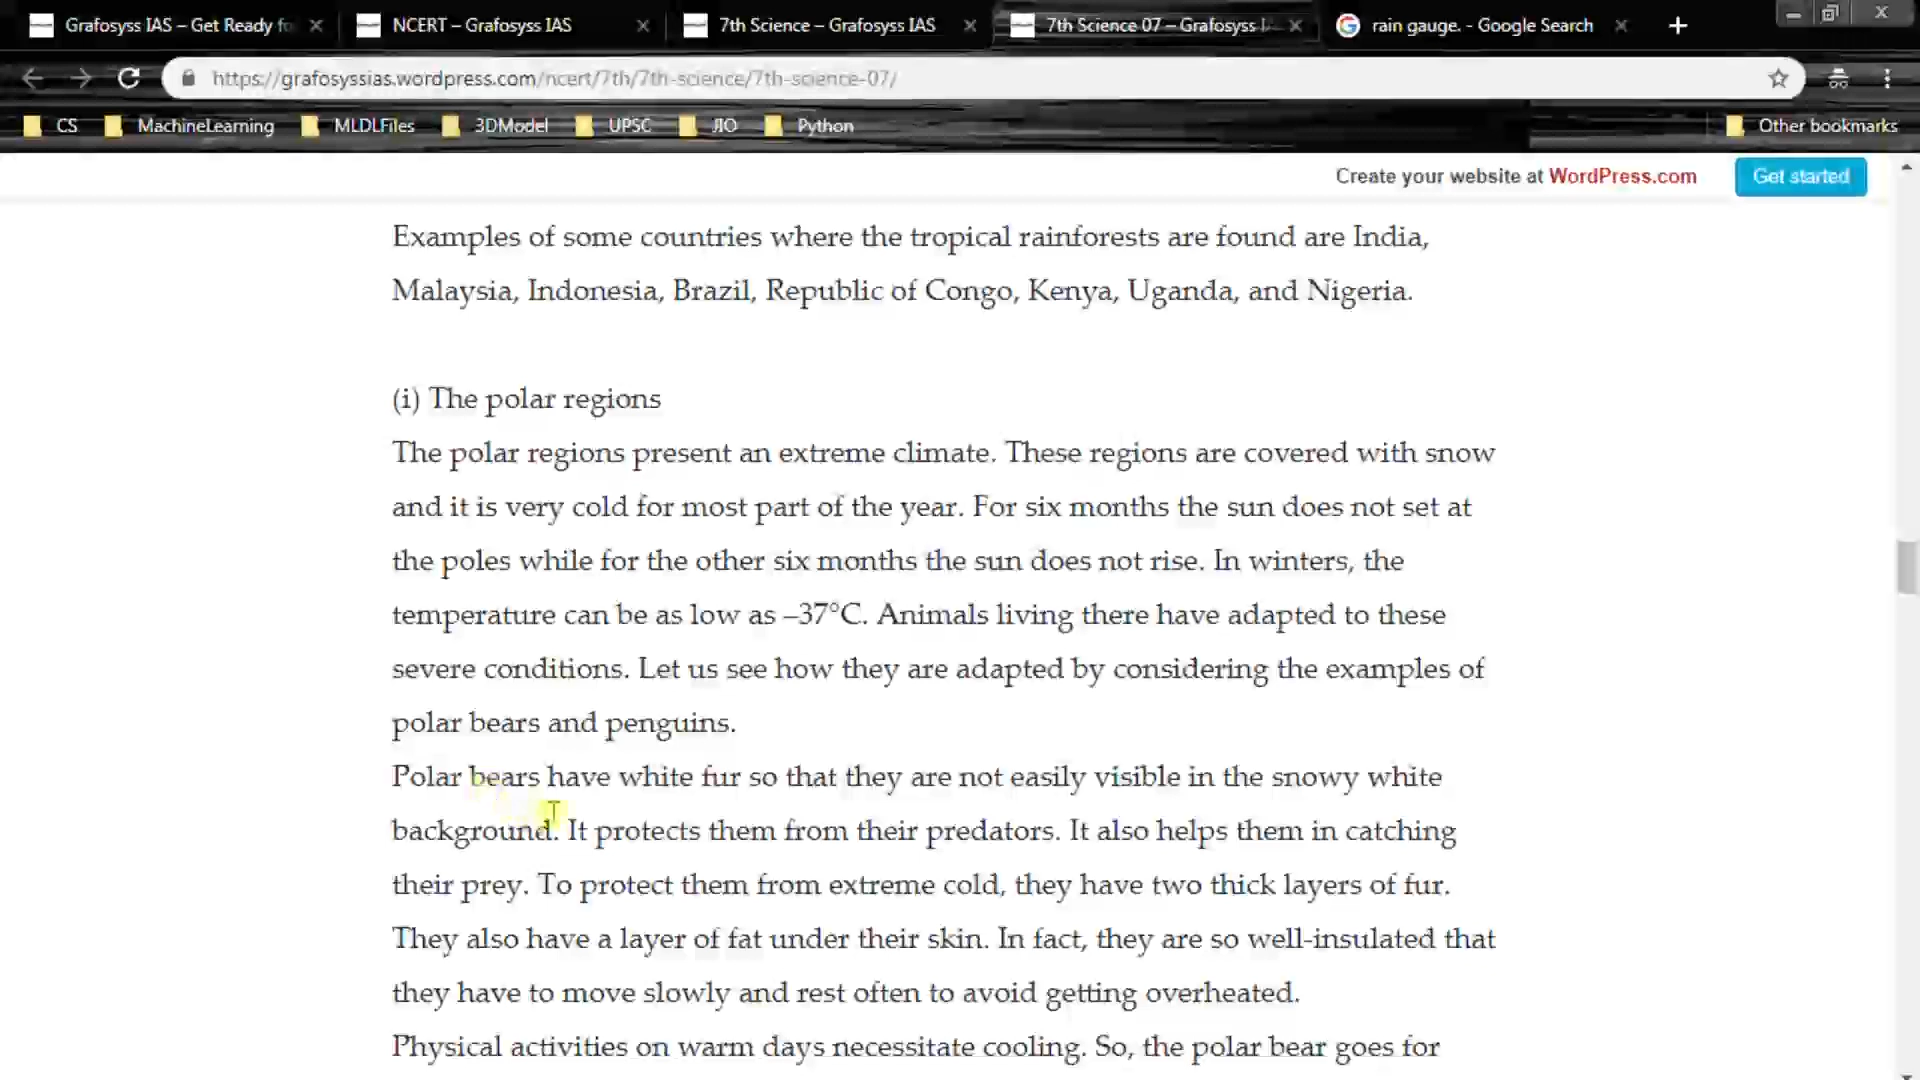 Grafosyss IAS – Get Ready fo
NCERT – Grafosyss IAS
7th Science – Grafosyss IAS
7th Science 07 – Grafosyss I
rain gauge. - Google Search
https://grafosyssias.wordpress.com/ncert/7th/7th-science/7th-science-07/
CS
MachineLearning
MLDLFiles
3DModel
UPSC
JIO
Python
Other bookmarks
Create your website at WordPress.com
Get started
Examples of some countries where the tropical rainforests are found are India,
Malaysia, Indonesia, Brazil, Republic of Congo, Kenya, Uganda, and Nigeria.
(i) The polar regions
The polar regions present an extreme climate. These regions are covered with snow
and it is very cold for most part of the year. For six months the sun does not set at
the poles while for the other six months the sun does not rise. In winters, the
temperature can be as low as –37°C. Animals living there have adapted to these
severe conditions. Let us see how they are adapted by considering the examples of
polar bears and penguins.
Polar bears have white fur so that they are not easily visible in the snowy white
background. It protects them from their predators. It also helps them in catching
their prey. To protect them from extreme cold, they have two thick layers of fur.
They also have a layer of fat under their skin. In fact, they are so well-insulated that
they have to move slowly and rest often to avoid getting overheated.
Physical activities on warm days necessitate cooling. So, the polar bear goes for